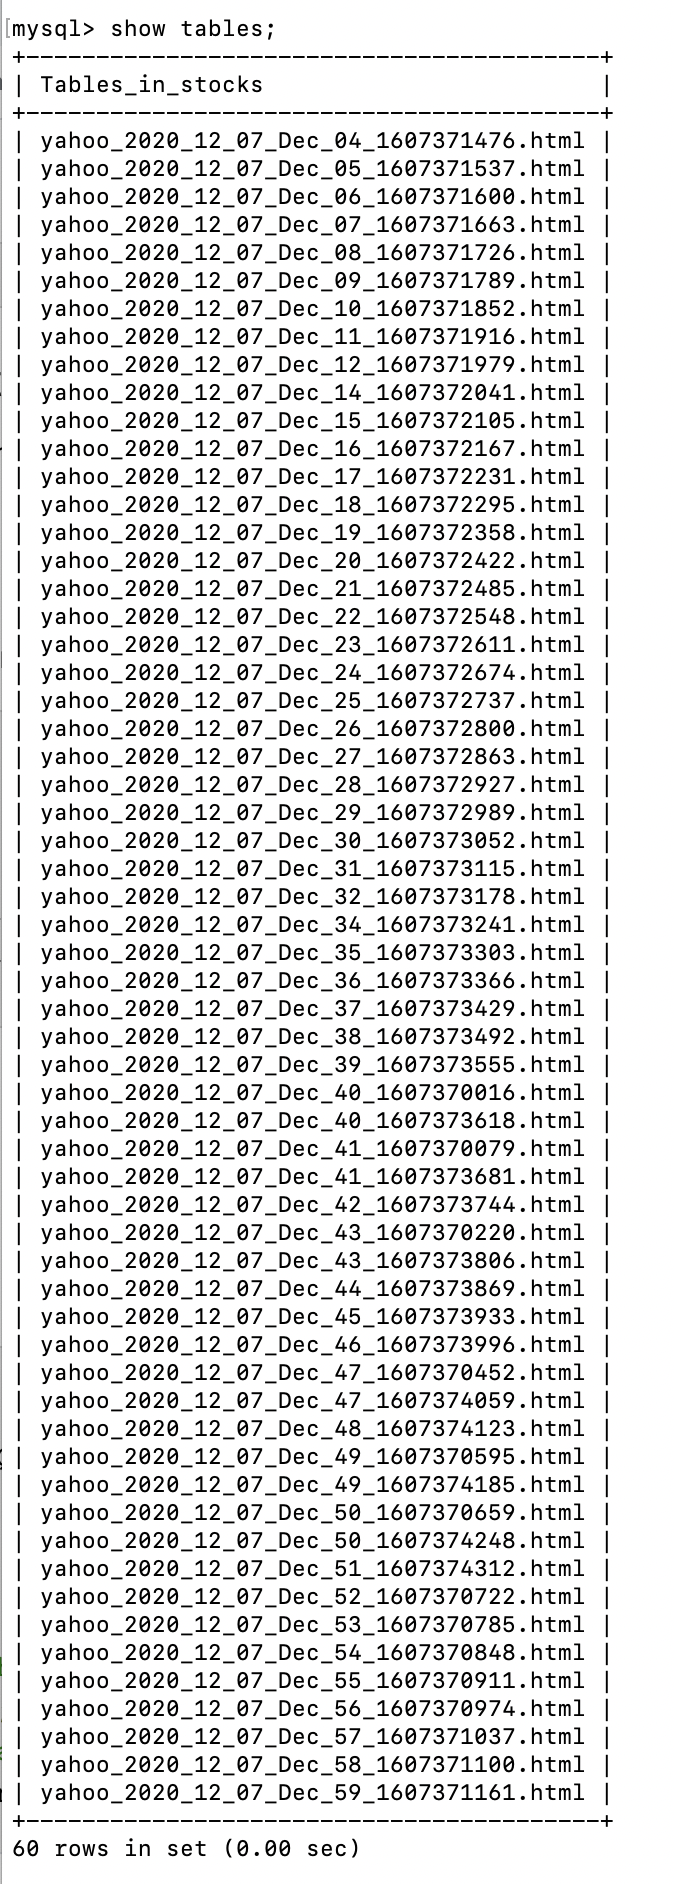 mysql> show tables;
+-----------------------------------------+
| Tables_in_stocks                        |
+-----------------------------------------+
| yahoo_2020_12_07_Dec_04_1607371476.html |
| yahoo_2020_12_07_Dec_05_1607371537.html |
| yahoo_2020_12_07_Dec_06_1607371600.html |
| yahoo_2020_12_07_Dec_07_1607371663.html |
| yahoo_2020_12_07_Dec_08_1607371726.html |
| yahoo_2020_12_07_Dec_09_1607371789.html |
| yahoo_2020_12_07_Dec_10_1607371852.html |
| yahoo_2020_12_07_Dec_11_1607371916.html |
| yahoo_2020_12_07_Dec_12_1607371979.html |
| yahoo_2020_12_07_Dec_14_1607372041.html |
| yahoo_2020_12_07_Dec_15_1607372105.html |
| yahoo_2020_12_07_Dec_16_1607372167.html |
| yahoo_2020_12_07_Dec_17_1607372231.html |
| yahoo_2020_12_07_Dec_18_1607372295.html |
| yahoo_2020_12_07_Dec_19_1607372358.html |
| yahoo_2020_12_07_Dec_20_1607372422.html |
| yahoo_2020_12_07_Dec_21_1607372485.html |
| yahoo_2020_12_07_Dec_22_1607372548.html |
| yahoo_2020_12_07_Dec_23_1607372611.html |
| yahoo_2020_12_07_Dec_24_1607372674.html |
| yahoo_2020_12_07_Dec_25_1607372737.html |
| yahoo_2020_12_07_Dec_26_1607372800.html |
| yahoo_2020_12_07_Dec_27_1607372863.html |
| yahoo_2020_12_07_Dec_28_1607372927.html |
| yahoo_2020_12_07_Dec_29_1607372989.html |
| yahoo_2020_12_07_Dec_30_1607373052.html |
| yahoo_2020_12_07_Dec_31_1607373115.html |
| yahoo_2020_12_07_Dec_32_1607373178.html |
| yahoo_2020_12_07_Dec_34_1607373241.html |
| yahoo_2020_12_07_Dec_35_1607373303.html |
| yahoo_2020_12_07_Dec_36_1607373366.html |
| yahoo_2020_12_07_Dec_37_1607373429.html |
| yahoo_2020_12_07_Dec_38_1607373492.html |
| yahoo_2020_12_07_Dec_39_1607373555.html |
| yahoo_2020_12_07_Dec_40_1607370016.html |
| yahoo_2020_12_07_Dec_40_1607373618.html |
| yahoo_2020_12_07_Dec_41_1607370079.html |
| yahoo_2020_12_07_Dec_41_1607373681.html |
| yahoo_2020_12_07_Dec_42_1607373744.html |
| yahoo_2020_12_07_Dec_43_1607370220.html |
| yahoo_2020_12_07_Dec_43_1607373806.html |
| yahoo_2020_12_07_Dec_44_1607373869.html |
| yahoo_2020_12_07_Dec_45_1607373933.html |
| yahoo_2020_12_07_Dec_46_1607373996.html |
| yahoo_2020_12_07_Dec_47_1607370452.html |
| yahoo_2020_12_07_Dec_47_1607374059.html |
| yahoo_2020_12_07_Dec_48_1607374123.html |
| yahoo_2020_12_07_Dec_49_1607370595.html |
| yahoo_2020_12_07_Dec_49_1607374185.html |
| yahoo_2020_12_07_Dec_50_1607370659.html |
| yahoo_2020_12_07_Dec_50_1607374248.html |
| yahoo_2020_12_07_Dec_51_1607374312.html |
| yahoo_2020_12_07_Dec_52_1607370722.html |
| yahoo_2020_12_07_Dec_53_1607370785.html |
| yahoo_2020_12_07_Dec_54_1607370848.html |
| yahoo_2020_12_07_Dec_55_1607370911.html |
| yahoo_2020_12_07_Dec_56_1607370974.html |
| yahoo_2020_12_07_Dec_57_1607371037.html |
| yahoo_2020_12_07_Dec_58_1607371100.html |
| yahoo_2020_12_07_Dec_59_1607371161.html |
+-----------------------------------------+
60 rows in set (0.00 sec)